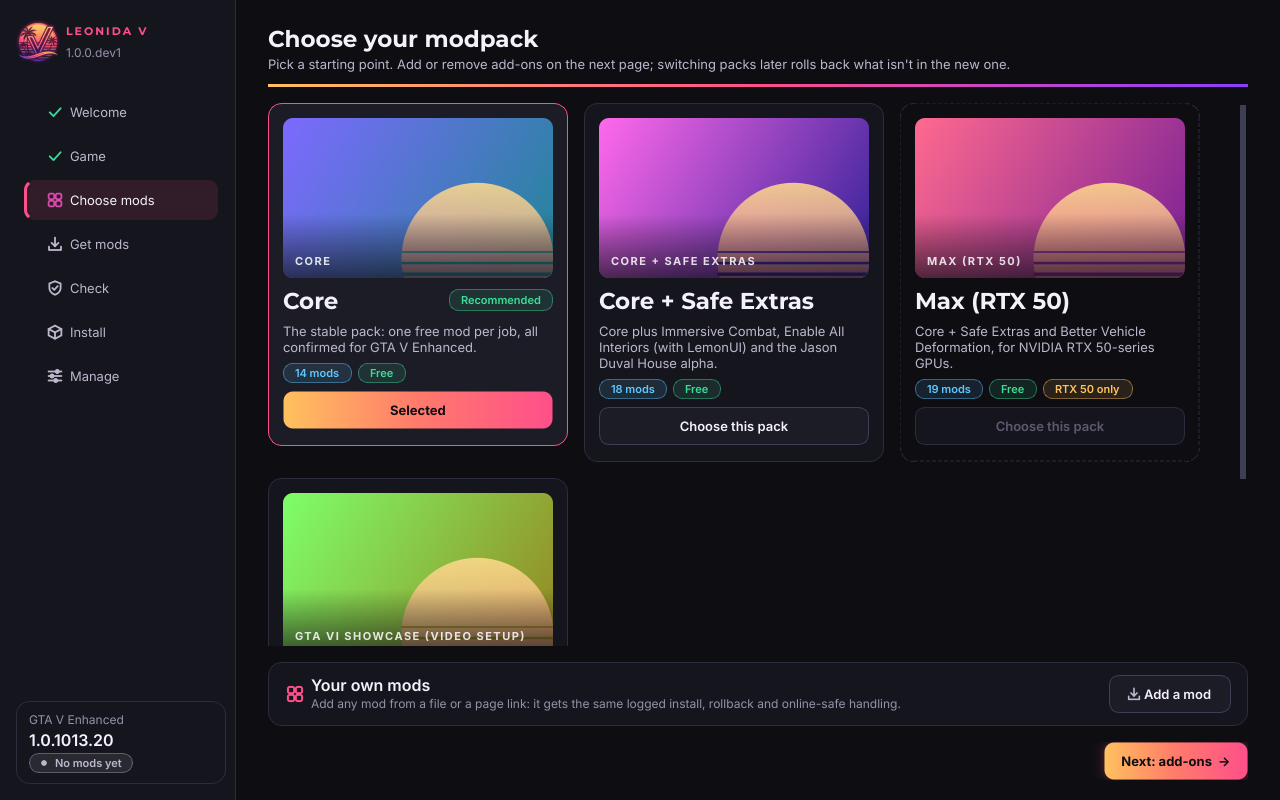 LEONIDA V
1.0.0.dev1
Welcome
Game
Choose mods
Get mods
Check
Install
Manage
GTA V Enhanced
1.0.1013.20
No mods yet
Choose your modpack
Pick a starting point. Add or remove add-ons on the next page; switching packs later rolls back what isn't in the new one.
CORE
Core
Recommended
The stable pack: one free mod per job, all
confirmed for GTA V Enhanced.
14 mods
Free
Selected
CORE + SAFE EXTRAS
Core + Safe Extras
Core plus Immersive Combat, Enable All
Interiors (with LemonUI) and the Jason
Duval House alpha.
18 mods
Free
Choose this pack
MAX (RTX 50)
Max (RTX 50)
Core + Safe Extras and Better Vehicle
Deformation, for NVIDIA RTX 50-series
GPUs.
19 mods
Free
RTX 50 only
Choose this pack
GTA VI SHOWCASE (VIDEO SETUP)
Your own mods
Add any mod from a file or a page link: it gets the same logged install, rollback and online-safe handling.
Add a mod
Next: add-ons →